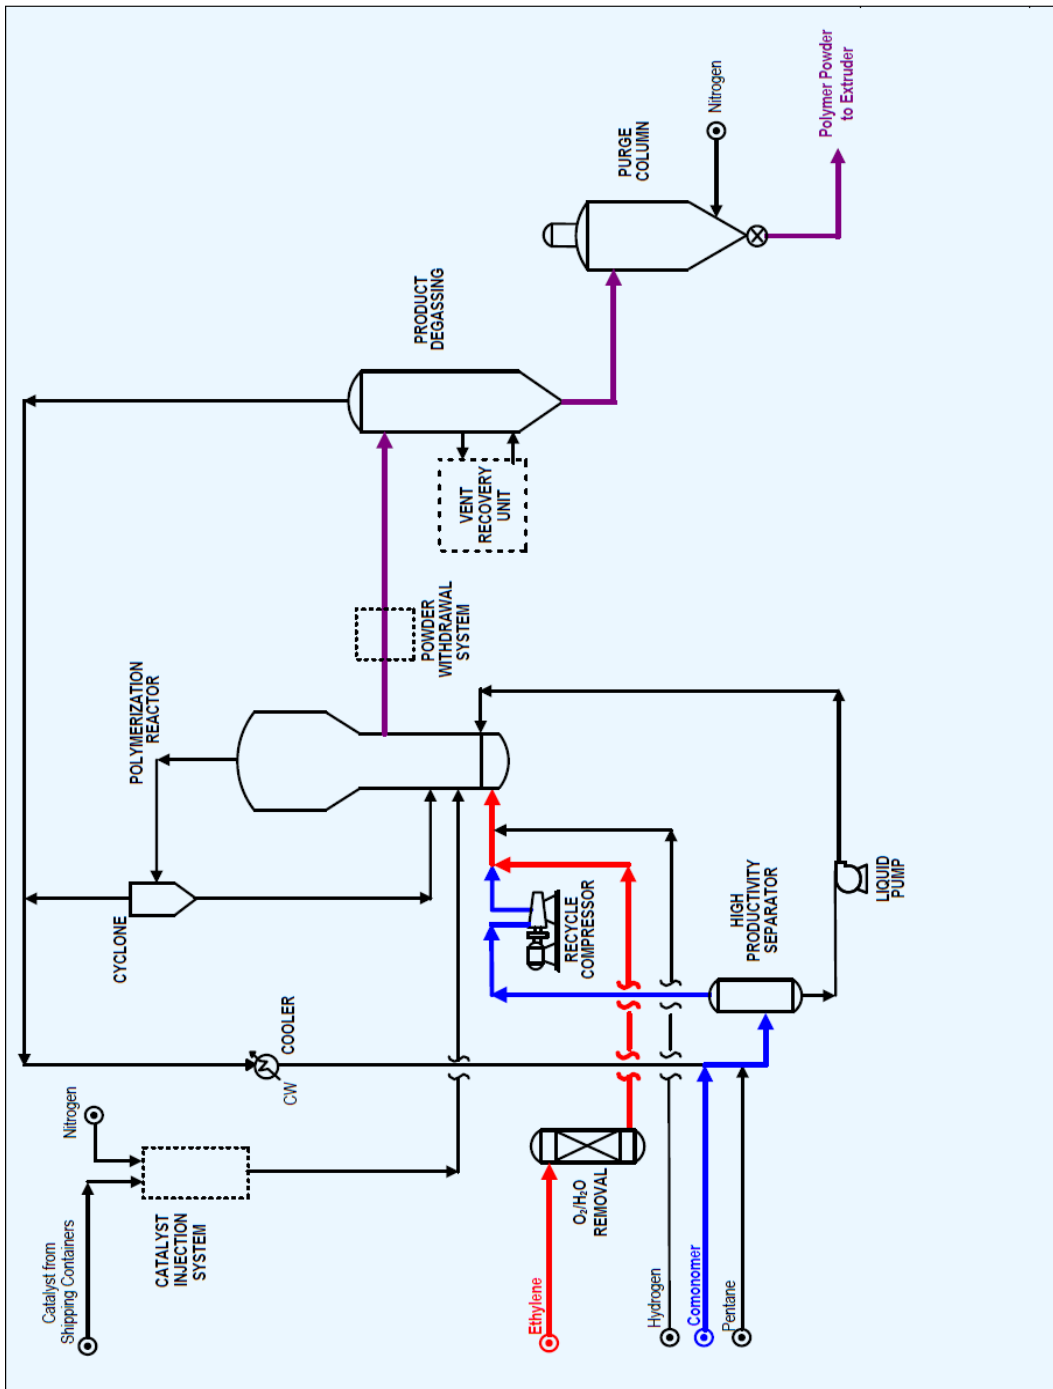 Catalyst from
Shipping Containers
Nitrogen
CATALYST
INJECTION
SYSTEM
CW
COOLER
CYCLONE
POLYMERIZATION
REACTOR
POWDER
WITHDRAWAL
SYSTEM
VENT
RECOVERY
UNIT
PRODUCT
DEGASSING
PURGE
COLUMN
Nitrogen
Polymer Powder
to Extruder
Ethylene
O₂/H₂O
REMOVAL
RECYCLE
COMPRESSOR
Hydrogen
Comonomer
Pentane
HIGH
PRODUCTIVITY
SEPARATOR
LIQUID
PUMP